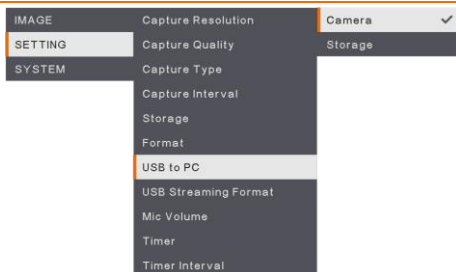 IMAGE
SETTING
SYSTEM
Capture Resolution
Capture Quality
Capture Type
Capture Interval
Storage
Format
USB to PC
USB Streaming Format
Mic Volume
Timer
Timer Interval
Camera ✓
Storage